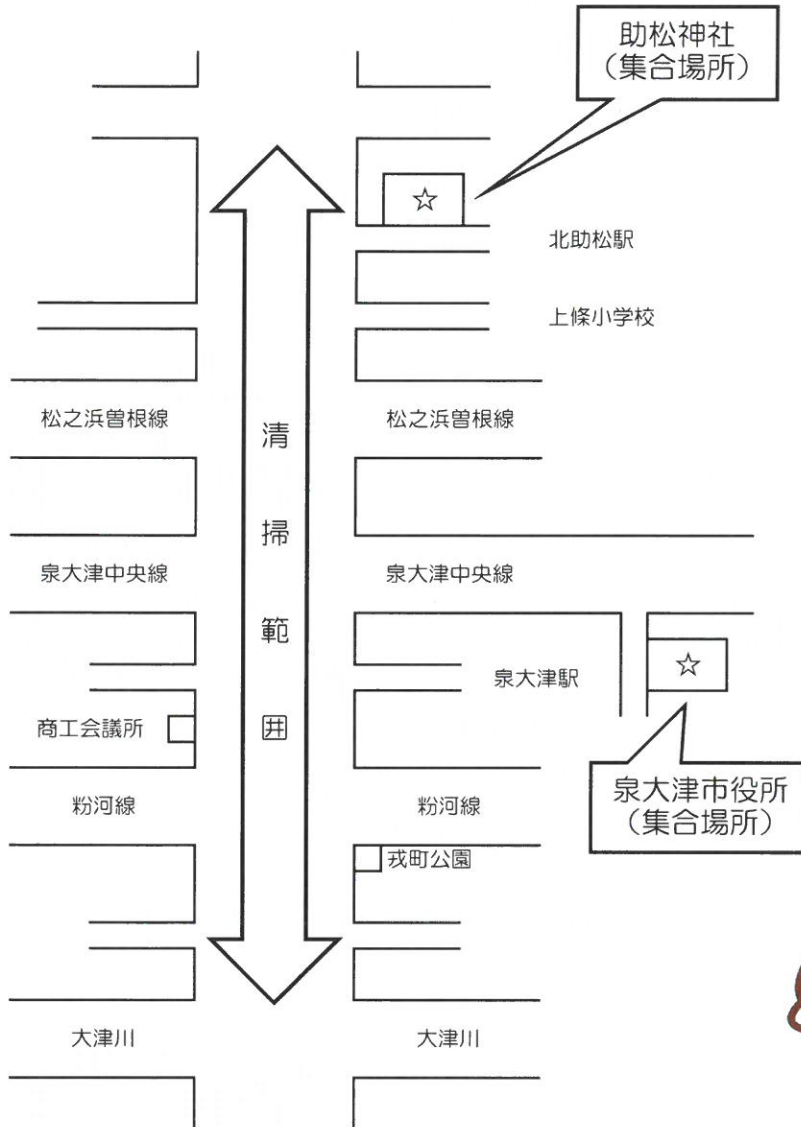 助松神社
（集合場所）
☆
北助松駅
上條小学校
松之浜曽根線
松之浜曽根線
清掃範囲
泉大津中央線
泉大津中央線
泉大津駅
☆
商工会議所
泉大津市役所
（集合場所）
粉河線
粉河線
戎町公園
大津川
大津川